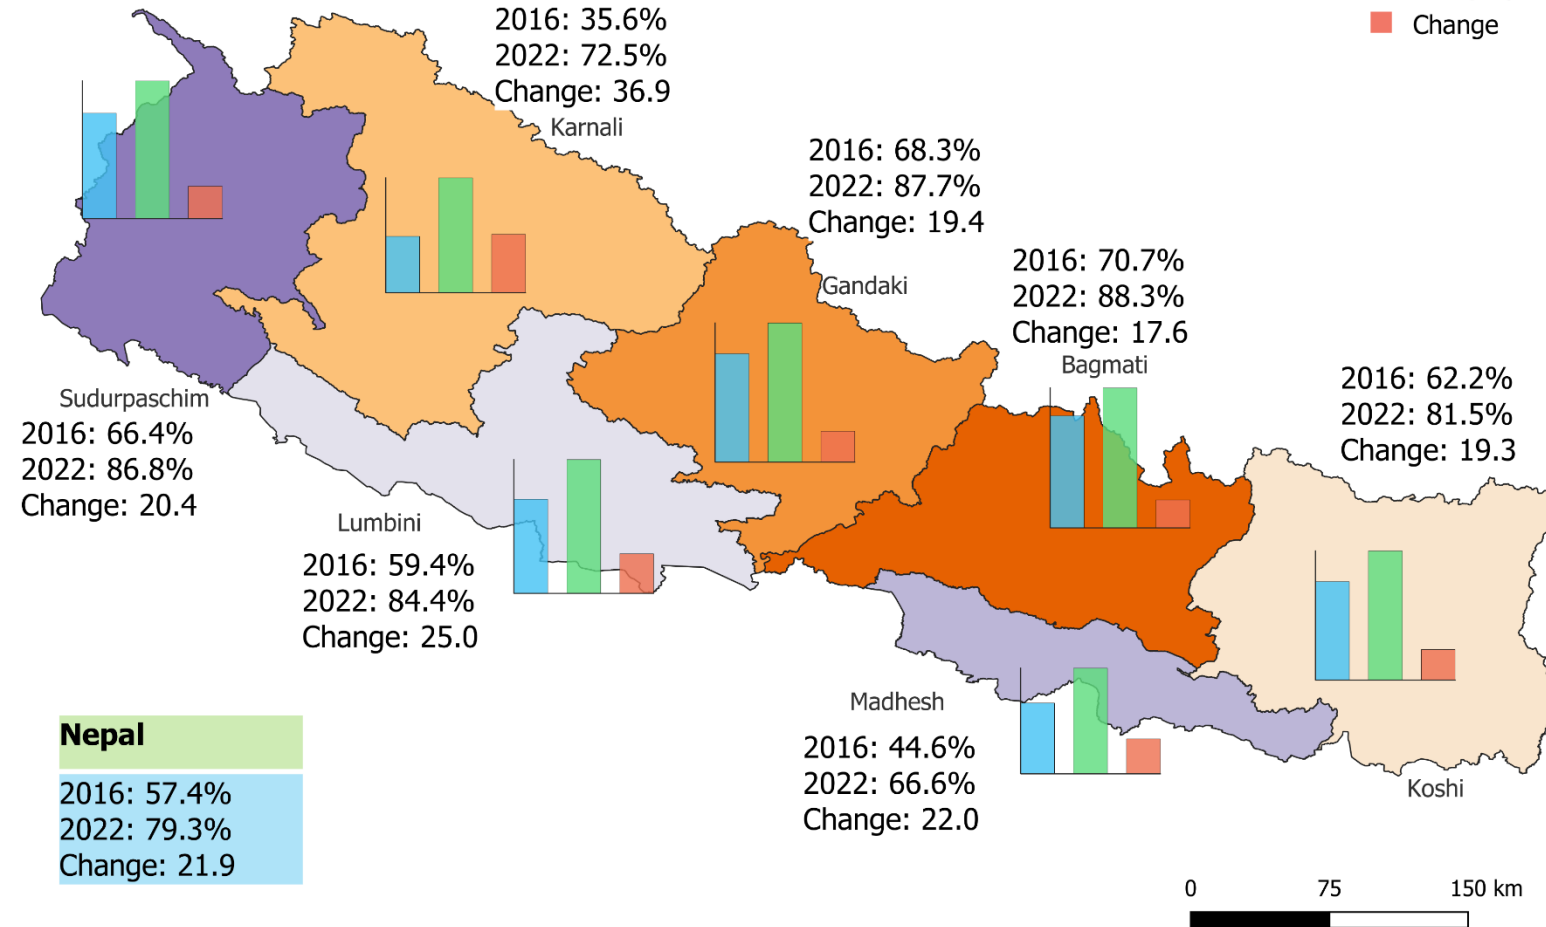 2016: 35.6%
2022: 72.5%
Change: 36.9
Karnali
Change
2016: 68.3%
2022: 87.7%
Change: 19.4
Gandaki
2016: 70.7%
2022: 88.3%
Change: 17.6
Bagmati
2016: 62.2%
2022: 81.5%
Change: 19.3
Sudurpaschim
2016: 66.4%
2022: 86.8%
Change: 20.4
Lumbini
2016: 59.4%
2022: 84.4%
Change: 25.0
Madhesh
2016: 44.6%
2022: 66.6%
Change: 22.0
Koshi
Nepal
2016: 57.4%
2022: 79.3%
Change: 21.9
0 75 150 km